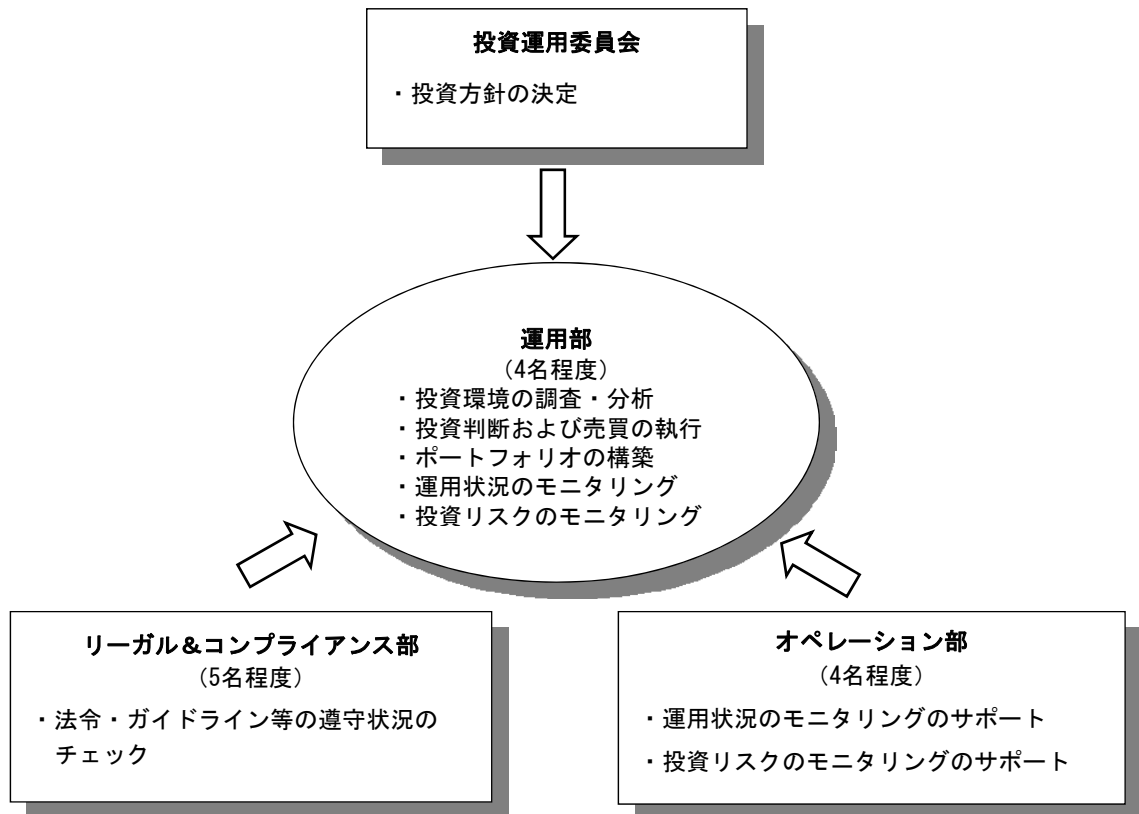 投資運用委員会
・投資方針の決定
運用部
（4名程度）
・投資環境の調査・分析
・投資判断および売買の執行
・ポートフォリオの構築
・運用状況のモニタリング
・投資リスクのモニタリング
リーガル＆コンプライアンス部
（5名程度）
・法令・ガイドライン等の遵守状況の
チェック
オペレーション部
（4名程度）
・運用状況のモニタリングのサポート
・投資リスクのモニタリングのサポート